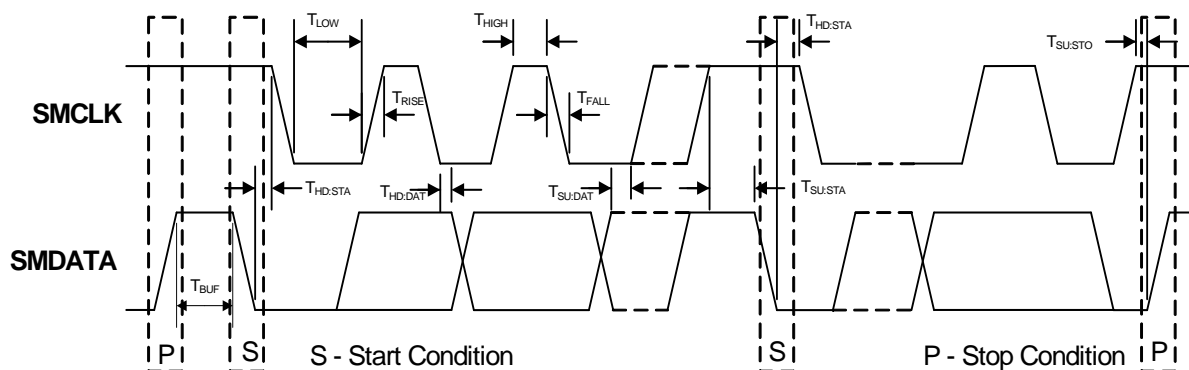 TLOW
THIGH
THD:STA
TSU:STO
TRISE
TFALL
SMCLK
THD:STA
THD:DAT
TSU:DAT
TSU:STA
SMDATA
TBUF
P
S
S - Start Condition
S
P - Stop Condition
P